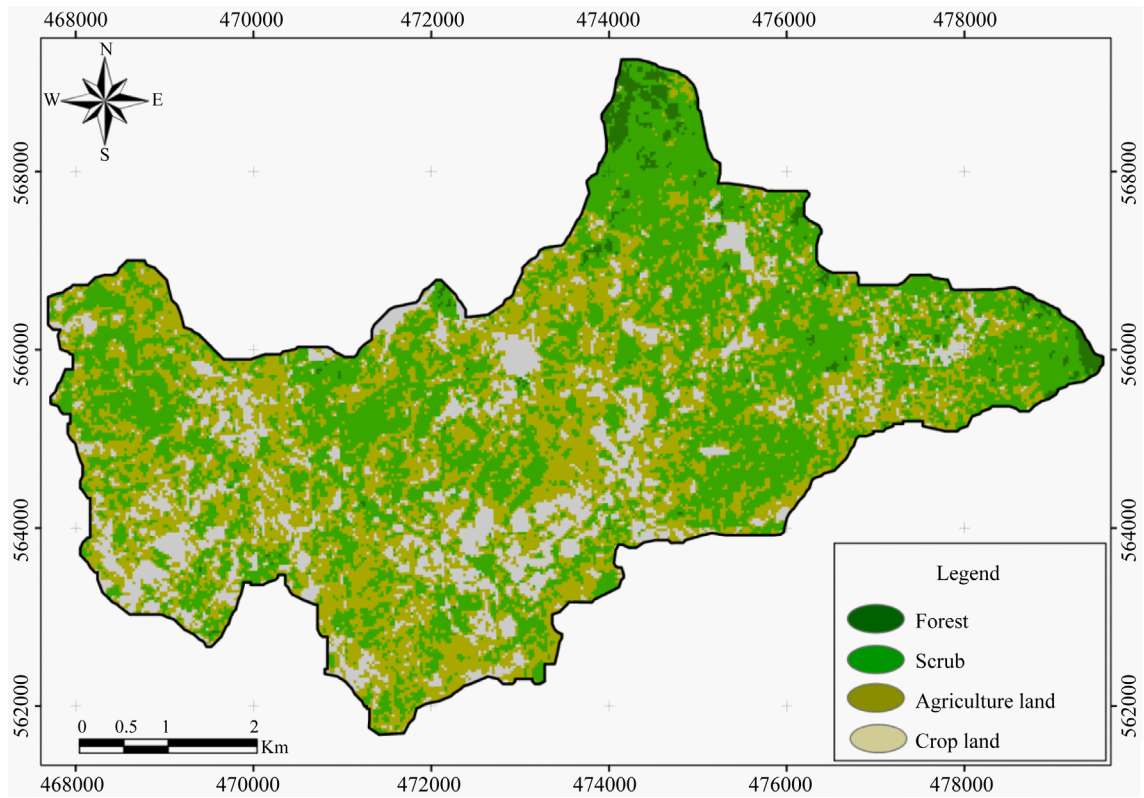 468000 470000 472000 474000 476000 478000
N
W E
S
568000 568000
566000 566000
564000 564000
Legend
Forest
Scrub
Agriculture land
Crop land
562000 562000
0 0.5 1 2
Km
468000 470000 472000 474000 476000 478000